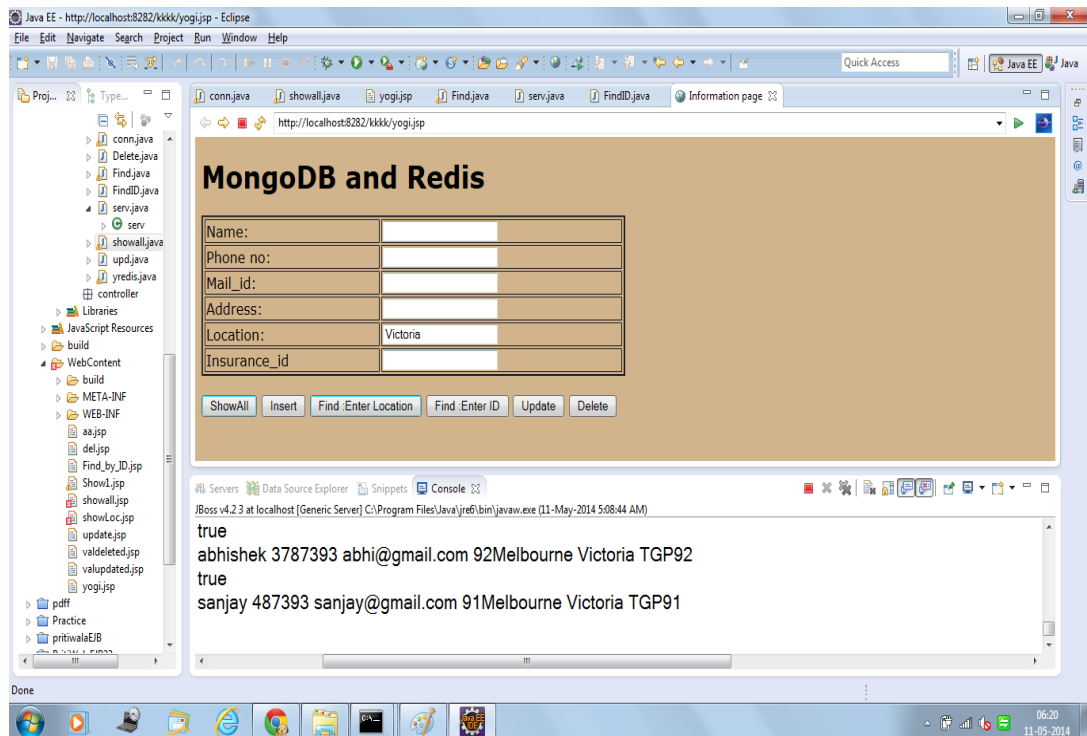 Java EE - http://localhost:8282/kkkk/yogi.jsp - Eclipse
File Edit Navigate Search Project Run Window Help
Quick Access
Java EE
Java
Proj...
Type...
conn.java
showall.java
yogi.jsp
Find.java
serv.java
FindID.java
Information page
http://localhost:8282/kkkk/yogi.jsp
conn.java
Delete.java
Find.java
FindID.java
serv.java
serv
showall.java
upd.java
yredis.java
controller
Libraries
JavaScript Resources
build
WebContent
build
META-INF
WEB-INF
aa.jsp
del.jsp
Find_by_ID.jsp
Show1.jsp
showall.jsp
showLoc.jsp
update.jsp
valdeleted.jsp
valupdated.jsp
yogi.jsp
pdff
Practice
pritiwalaEJB
MongoDB and Redis
Name:
Phone no:
Mail_id:
Address:
Location: Victoria
Insurance_id
ShowAll Insert Find :Enter Location Find :Enter ID Update Delete
Servers Data Source Explorer Snippets Console
JBoss v4.2 3 at localhost [Generic Server] C:\Program Files\Java\jre6\bin\javaw.exe (11-May-2014 5:08:44 AM)
true
abhishek 3787393 abhi@gmail.com 92Melbourne Victoria TGP92
true
sanjay 487393 sanjay@gmail.com 91Melbourne Victoria TGP91
Done
06:20
11-05-2014